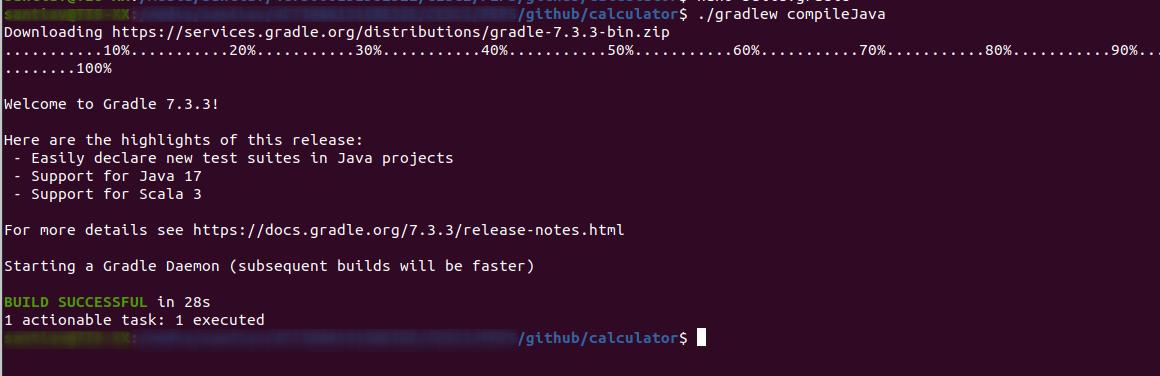 /github/calculator$ ./gradlew compileJava
Downloading https://services.gradle.org/distributions/gradle-7.3.3-bin.zip
...........10%...........20%...........30%...........40%...........50%...........60%...........70%...........80%...........90%...
........100%
Welcome to Gradle 7.3.3!
Here are the highlights of this release:
- Easily declare new test suites in Java projects
- Support for Java 17
- Support for Scala 3
For more details see https://docs.gradle.org/7.3.3/release-notes.html
Starting a Gradle Daemon (subsequent builds will be faster)
BUILD SUCCESSFUL in 28s
1 actionable task: 1 executed
/github/calculator$